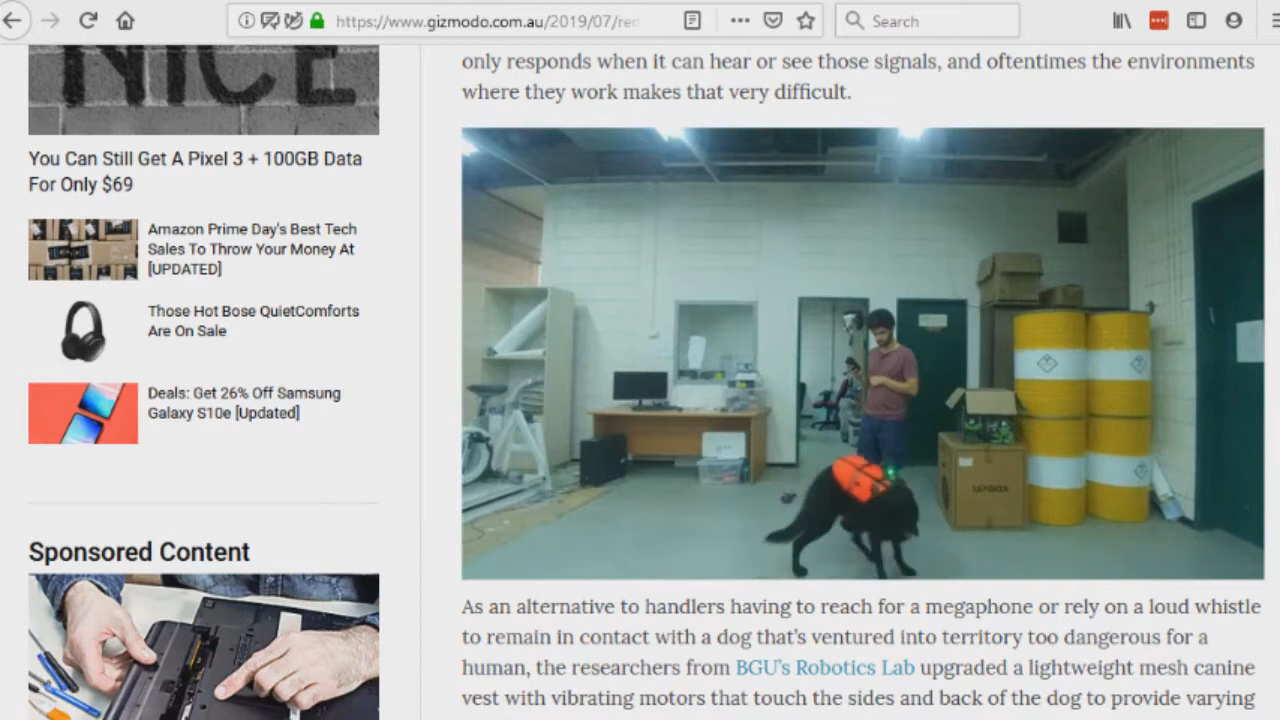 https://www.gizmodo.com.au/2019/07/ren
Search
NICE
You Can Still Get A Pixel 3 + 100GB Data
For Only $69
Amazon Prime Day's Best Tech
Sales To Throw Your Money At
[UPDATED]
Those Hot Bose QuietComforts
Are On Sale
Deals: Get 26% Off Samsung
Galaxy S10e [Updated]
Sponsored Content
only responds when it can hear or see those signals, and oftentimes the environments
where they work makes that very difficult.
As an alternative to handlers having to reach for a megaphone or rely on a loud whistle
to remain in contact with a dog that's ventured into territory too dangerous for a
human, the researchers from BGU's Robotics Lab upgraded a lightweight mesh canine
vest with vibrating motors that touch the sides and back of the dog to provide varying